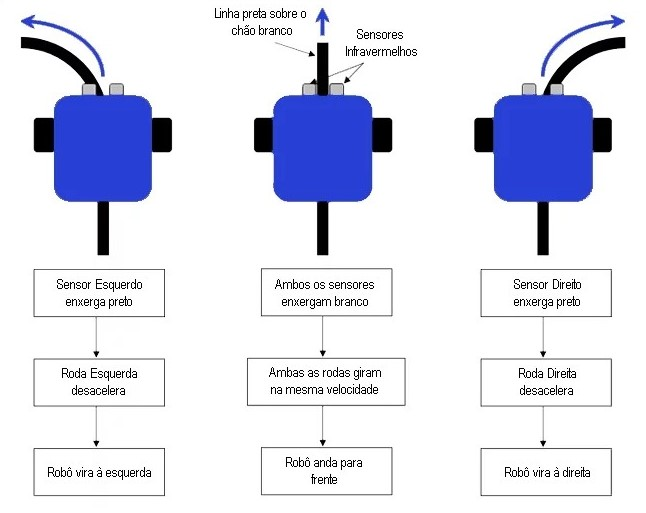 Linha preta sobre o
chão branco
Sensores
Infravermelhos
Sensor Esquerdo
enxerga preto
Roda Esquerda
desacelera
Robô vira à esquerda
Ambos os sensores
enxergam branco
Ambas as rodas giram
na mesma velocidade
Robô anda para
frente
Sensor Direito
enxerga preto
Roda Direita
desacelera
Robô vira à direita